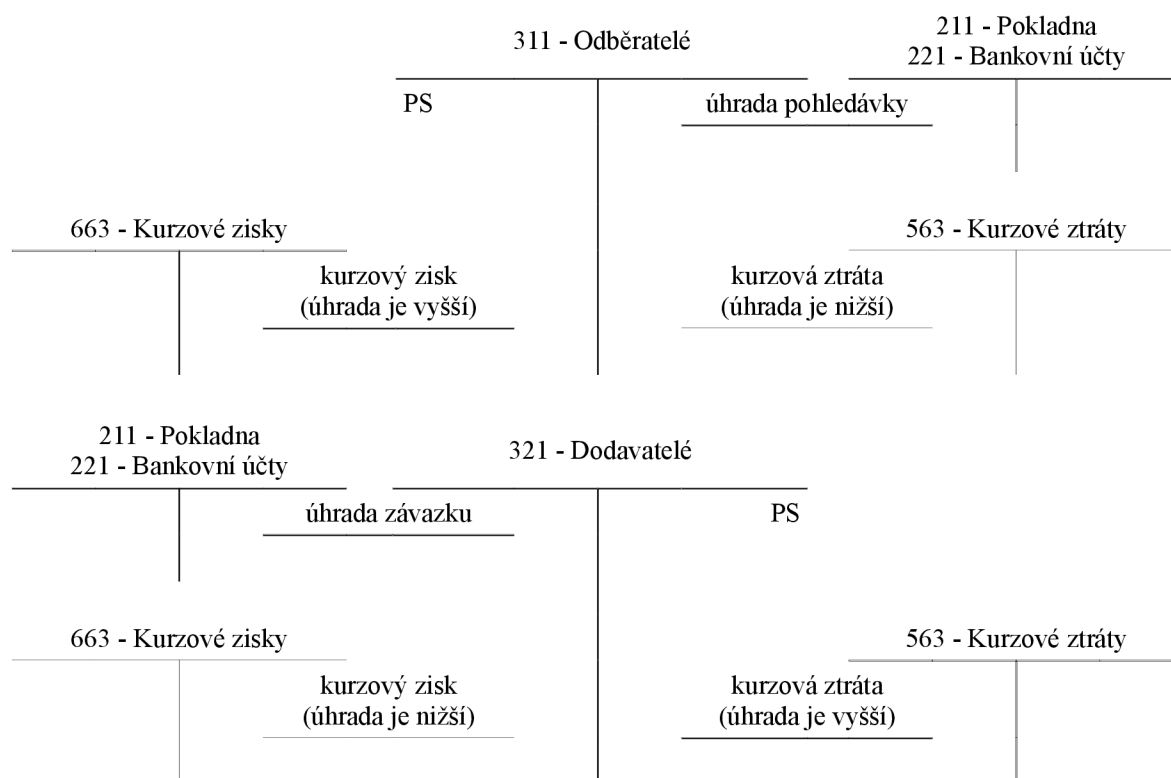 311 - Odběratelé
211 - Pokladna
221 - Bankovní účty
PS
úhrada pohledávky
663 - Kurzové zisky
563 - Kurzové ztráty
kurzový zisk
(úhrada je vyšší)
kurzová ztráta
(úhrada je nižší)
211 - Pokladna
221 - Bankovní účty
321 - Dodavatelé
úhrada závazku
PS
663 - Kurzové zisky
563 - Kurzové ztráty
kurzový zisk
(úhrada je nižší)
kurzová ztráta
(úhrada je vyšší)